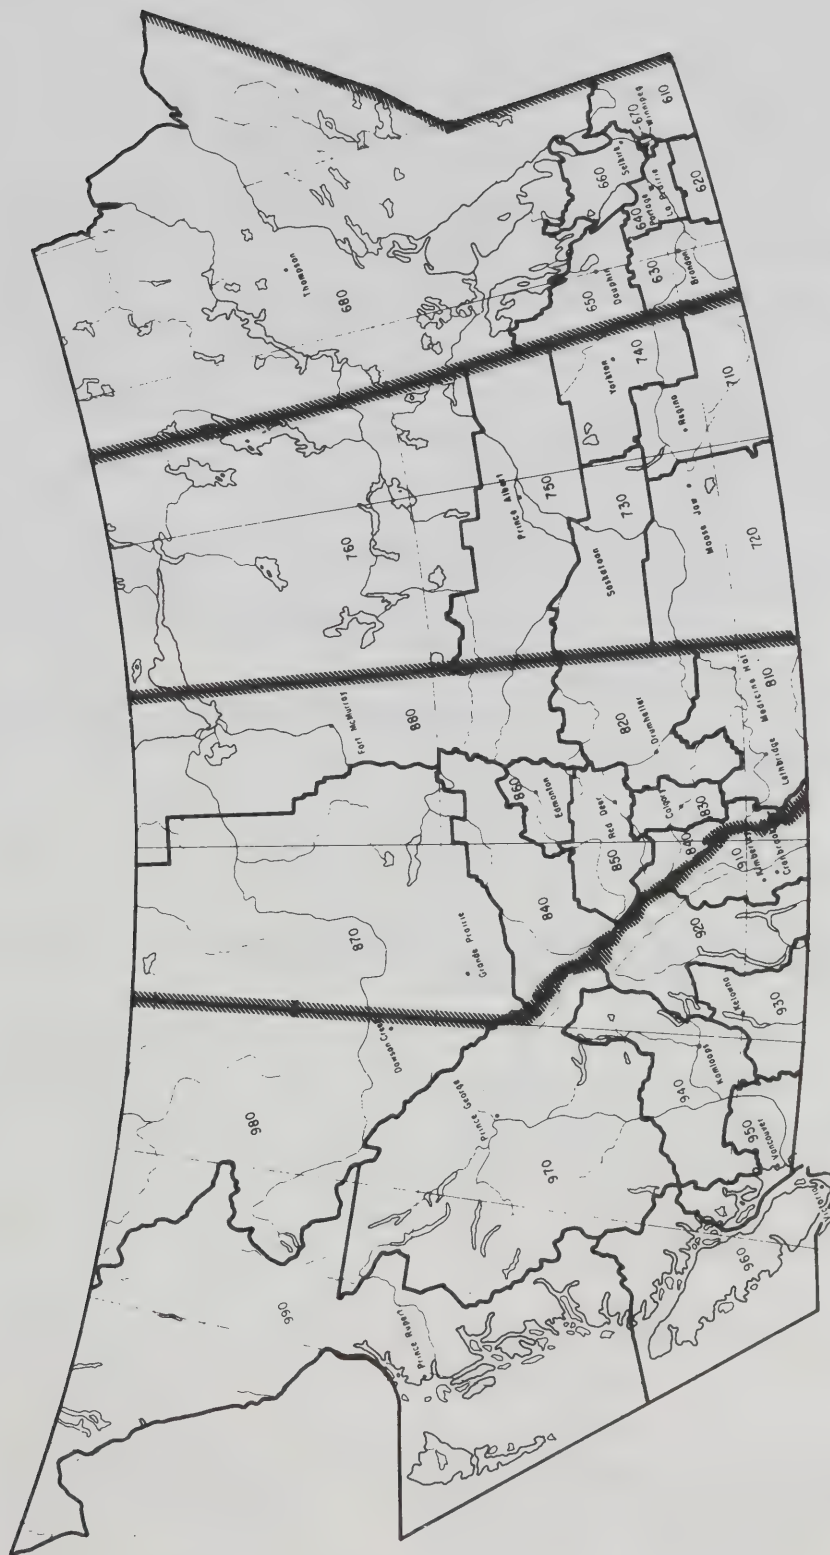 990
980
870
880
760
680
Thompson
Prince Rupert
Dawson Creek
Fort McMurray
Prince George
970
Grande Prairie
840
860
Edmonton
Prince Albert
750
850
Red Deer
820
Drumheller
Saskatoon
730
Yorkton
740
650
Dauphin
660
Selkirk
670
Winnipeg
610
640
Portage
La Prairie
630
Brandon
620
Regina
710
Moose Jaw
720
Medicine Hat
810
Lethbridge
Calgary
830
840
910
Kimberley
Cranbrook
920
Kelowna
930
940
Kamloops
950
Vancouver
960
Victoria